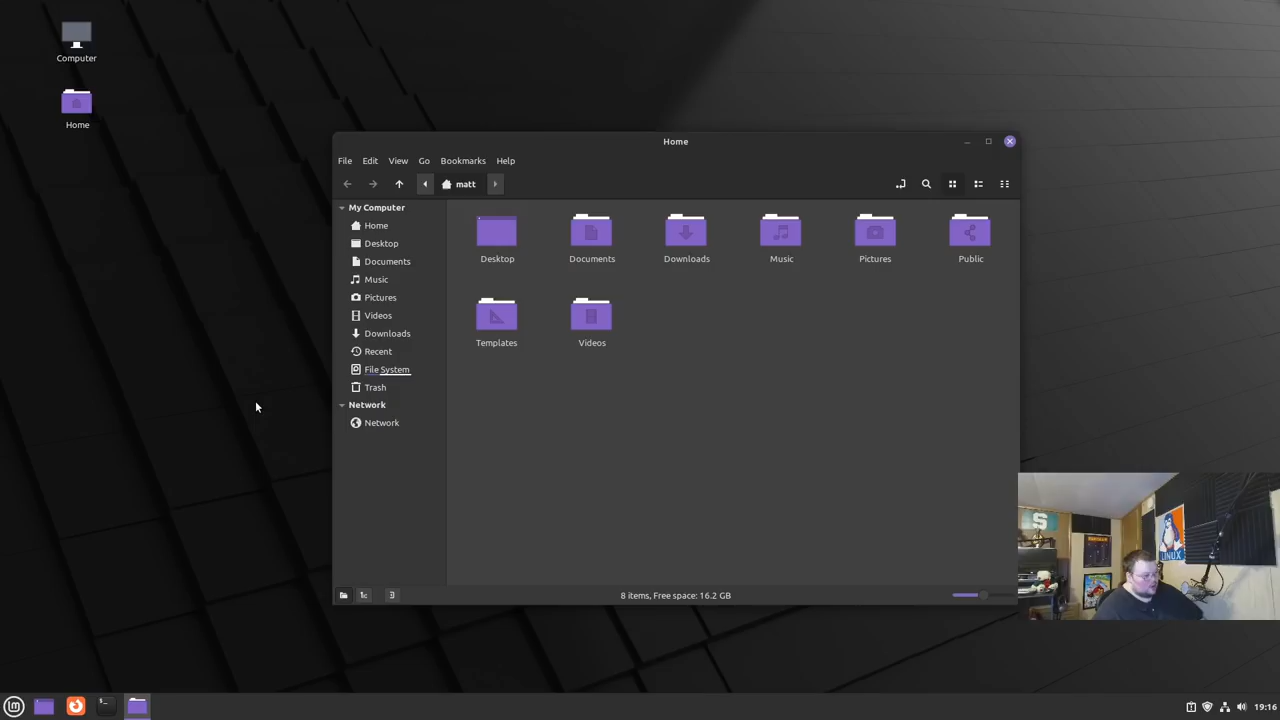 Computer
Home
Home
File Edit View Go Bookmarks Help
matt
My Computer
Home
Desktop
Documents
Music
Pictures
Videos
Downloads
Recent
File System
Trash
Network
Network
Desktop Documents Downloads Music Pictures Public
Templates Videos
8 items, Free space: 16.2 GB
S
LINUX
19:16